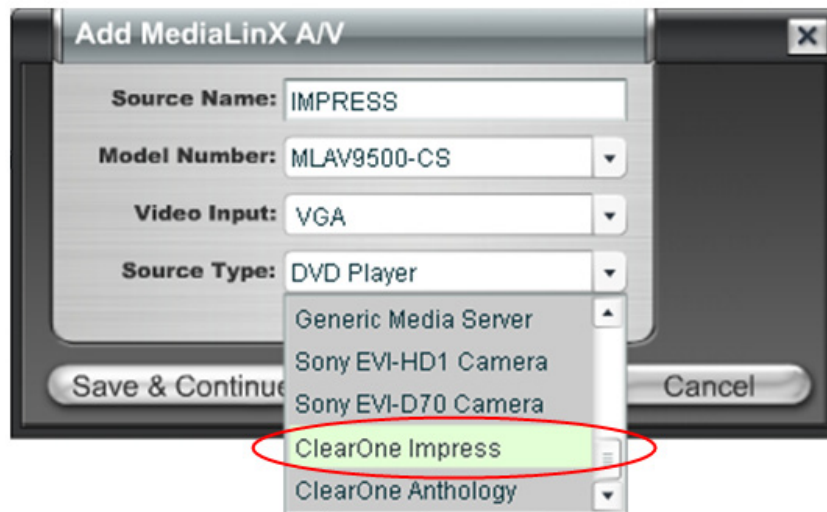 Add MediaLinX A/V
Source Name: IMPRESS
Model Number: MLAV9500-CS
Video Input: VGA
Source Type: DVD Player
Generic Media Server
Sony EVI-HD1 Camera
Sony EVI-D70 Camera
ClearOne Impress
ClearOne Anthology
Save & Continue
Cancel